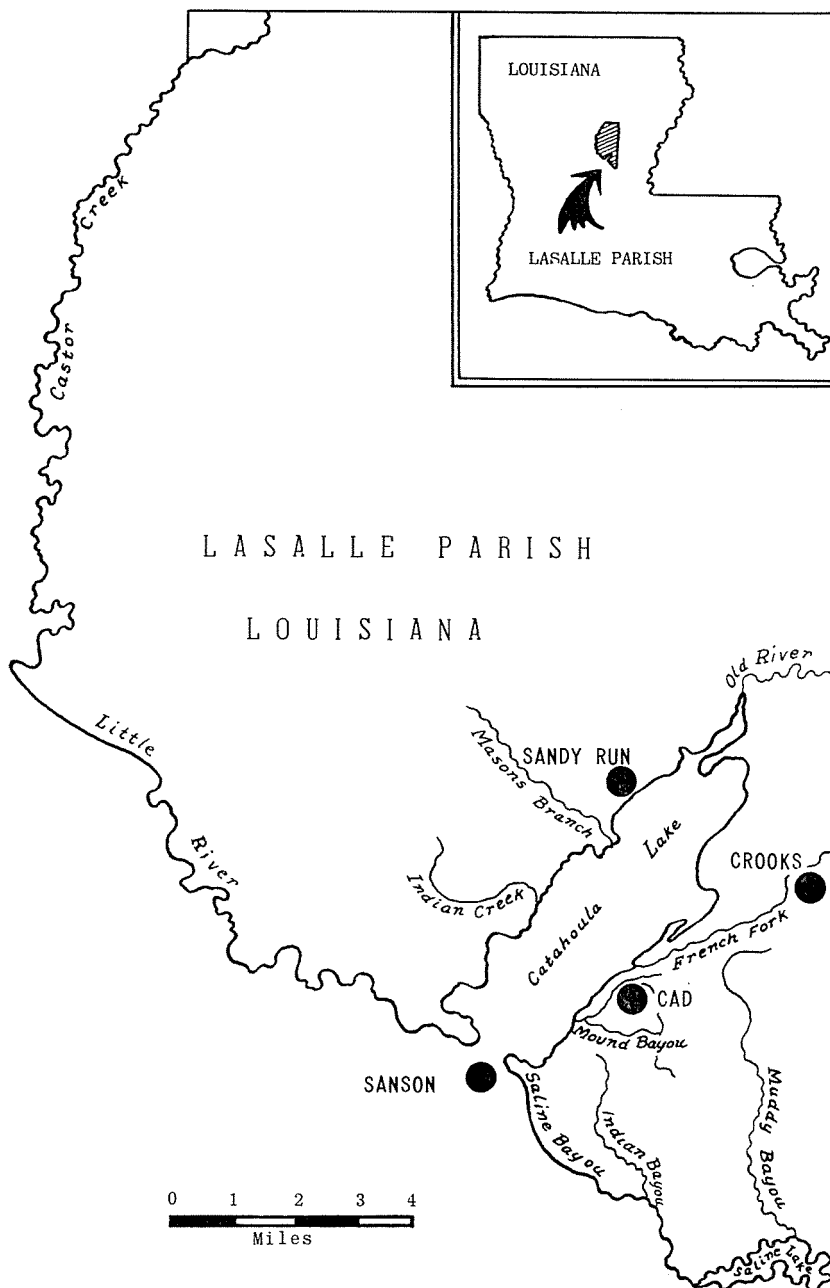 LOUISIANA
LASALLE PARISH
Castor Creek
LASALLE PARISH
LOUISIANA
Old River
Little River
Masons Branch
SANDY RUN
Lake
CROOKS
Indian Creek
Catahoula
French Fork
CAD
Mound Bayou
SANSON
Saline Bayou
Indian Bayou
Muddy Bayou
0 1 2 3 4
Miles
Saline Lake